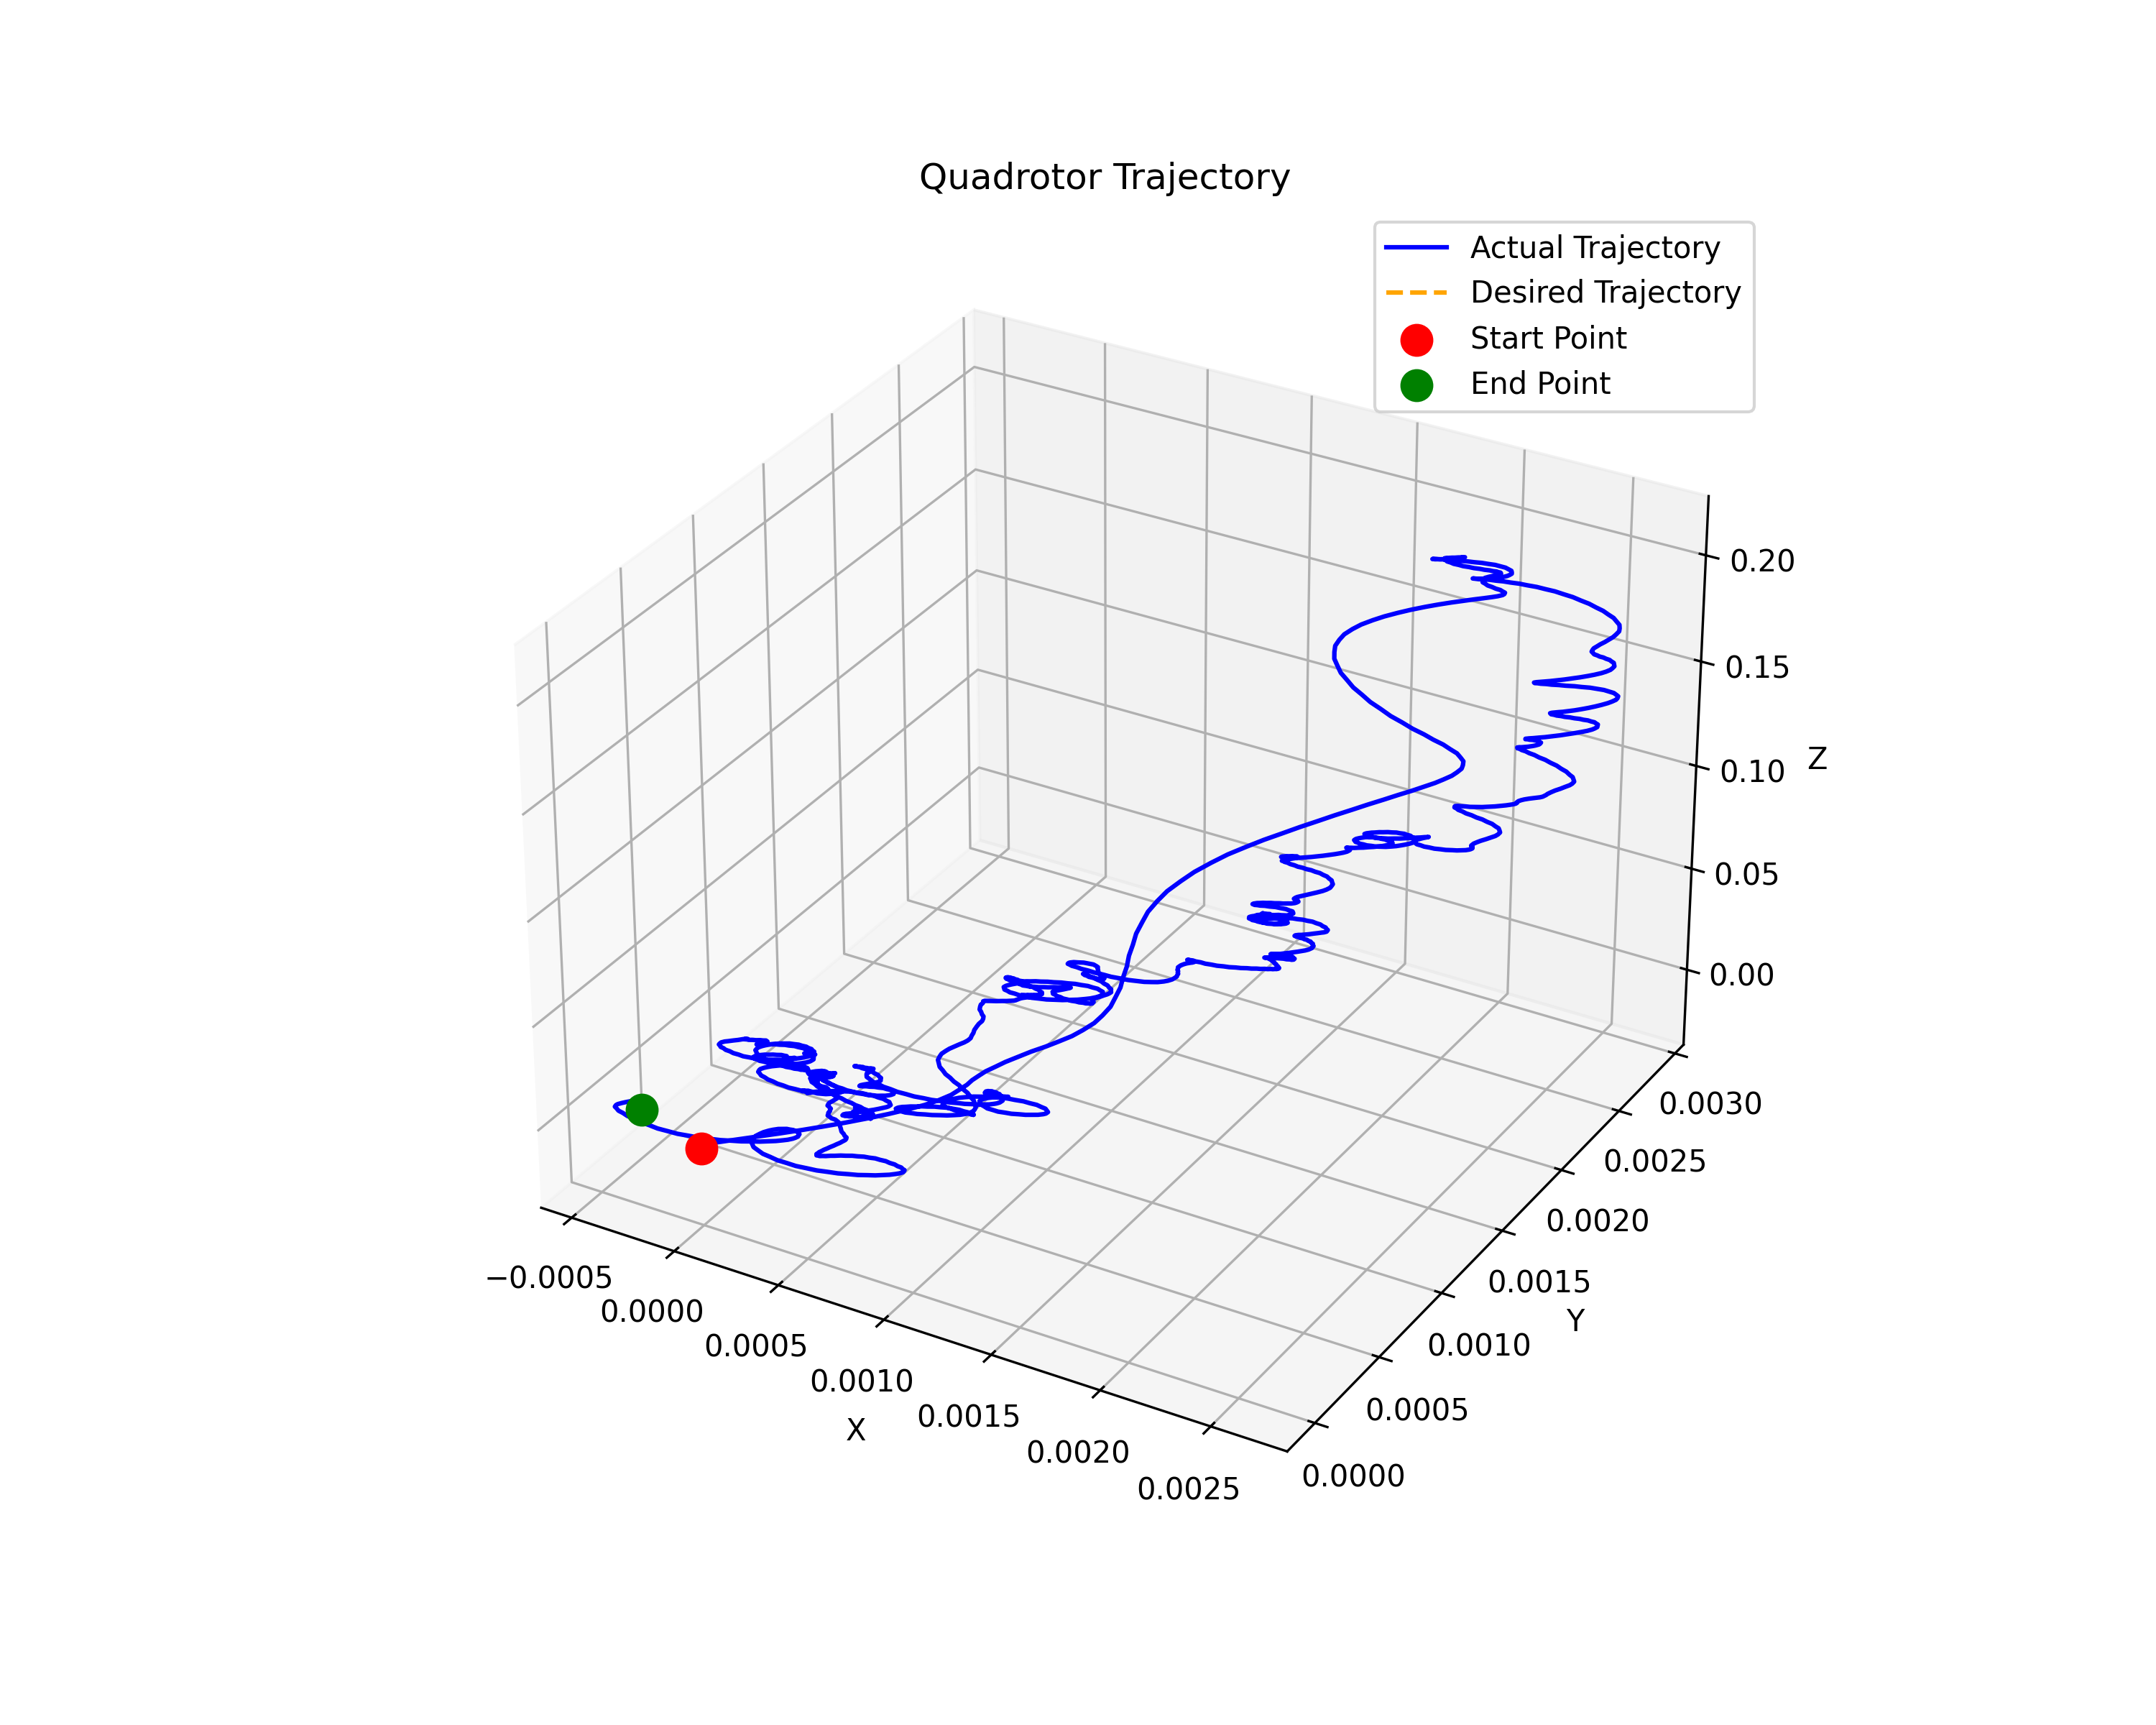 Quadrotor Trajectory
Actual Trajectory
Desired Trajectory
Start Point
End Point
0.20
0.15
0.10
0.05
0.00
Z
0.0030
0.0025
0.0020
0.0015
0.0010
0.0005
0.0000
Y
−0.0005
0.0000
0.0005
0.0010
0.0015
0.0020
0.0025
X